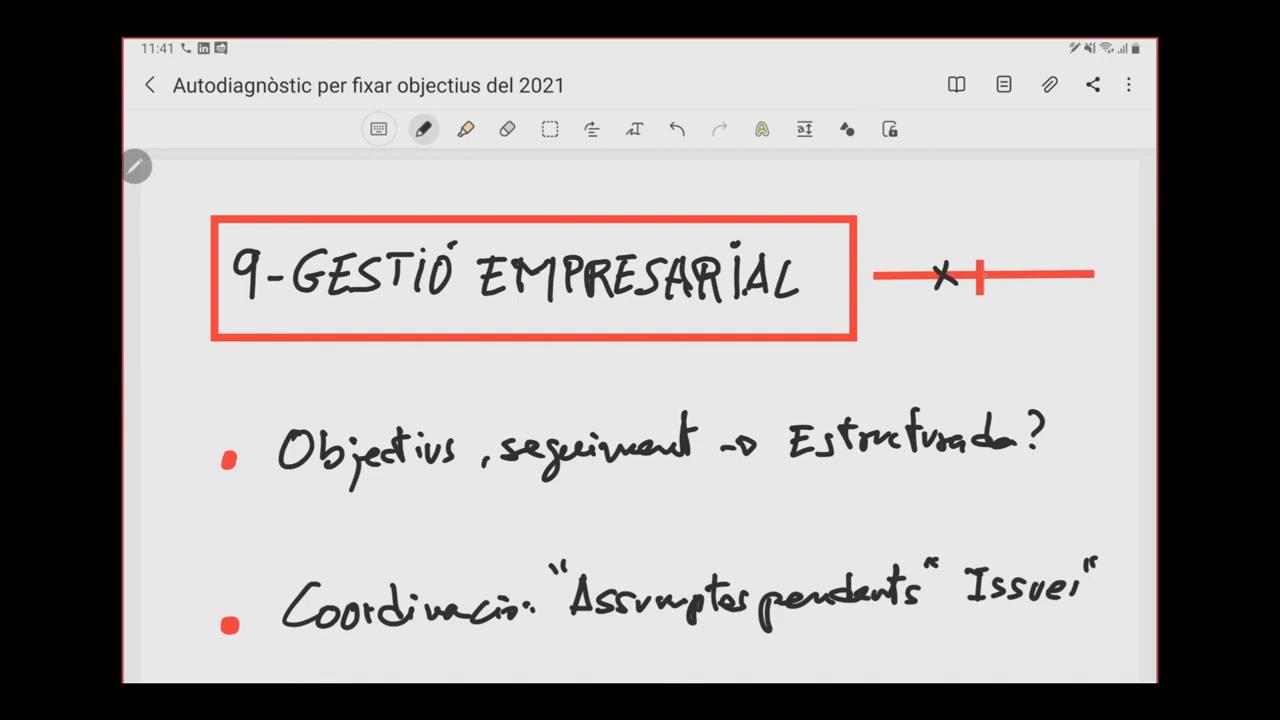 11:41
Autodiagnòstic per fixar objectius del 2021
9-GESTIÓ EMPRESARIAL
Objectius, seguiment → Estructurada?
Coordinació: "Assumptes pendents" Issues"